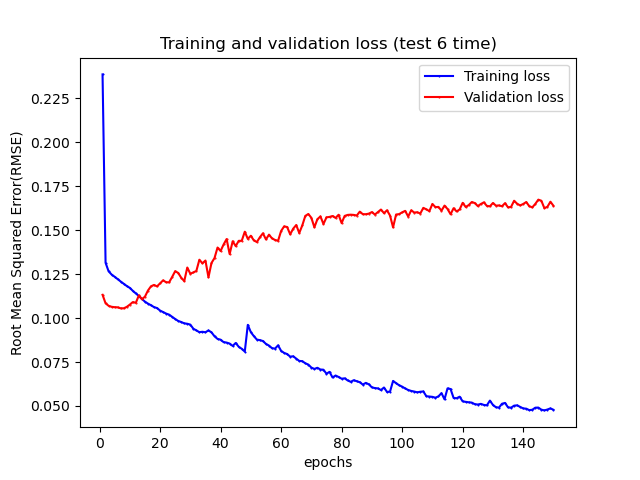 Training and validation loss (test 6 time)
Training loss
Validation loss
Root Mean Squared Error(RMSE)
0.225
0.200
0.175
0.150
0.125
0.100
0.075
0.050
0 20 40 60 80 100 120 140
epochs